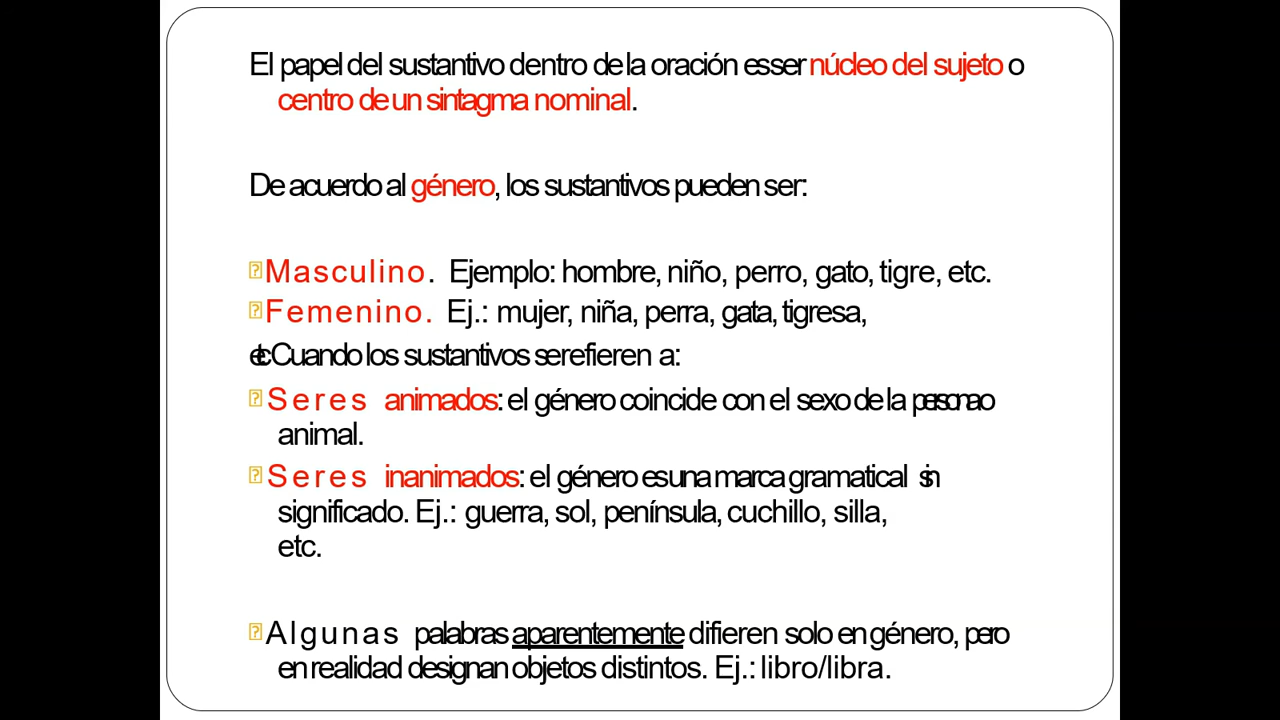 El papel del sustantivo dentro de la oración es ser núcleo del sujeto o
centro de un sintagma nominal.
De acuerdo al género, los sustantivos pueden ser:
Masculino. Ejemplo: hombre, niño, perro, gato, tigre, etc.
Femenino. Ej.: mujer, niña, perra, gata, tigresa,
etc Cuando los sustantivos se refieren a:
Seres animados: el género coincide con el sexo de la persona o
animal.
Seres inanimados: el género es una marca gramatical sin
significado. Ej.: guerra, sol, península, cuchillo, silla,
etc.
Algunas palabras aparentemente difieren solo en género, pero
en realidad designan objetos distintos. Ej.: libro/libra.